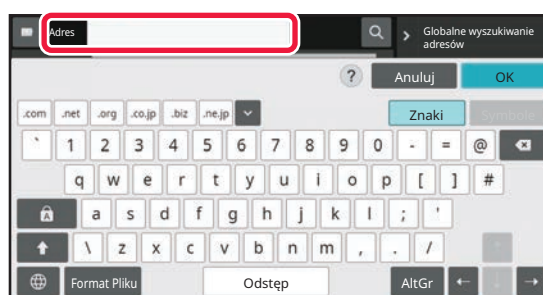 Adres
Globalne wyszukiwanie
adresów
? Anuluj OK
.com .net .org .co.jp .biz .ne.jp Znaki Symbole
` 1 2 3 4 5 6 7 8 9 0 - = @
q w e r t y u i o p [ ] #
a s d f g h j k l ; '
\ z x c v b n m , . /
Format Pliku Odstęp AltGr ← ↓ →